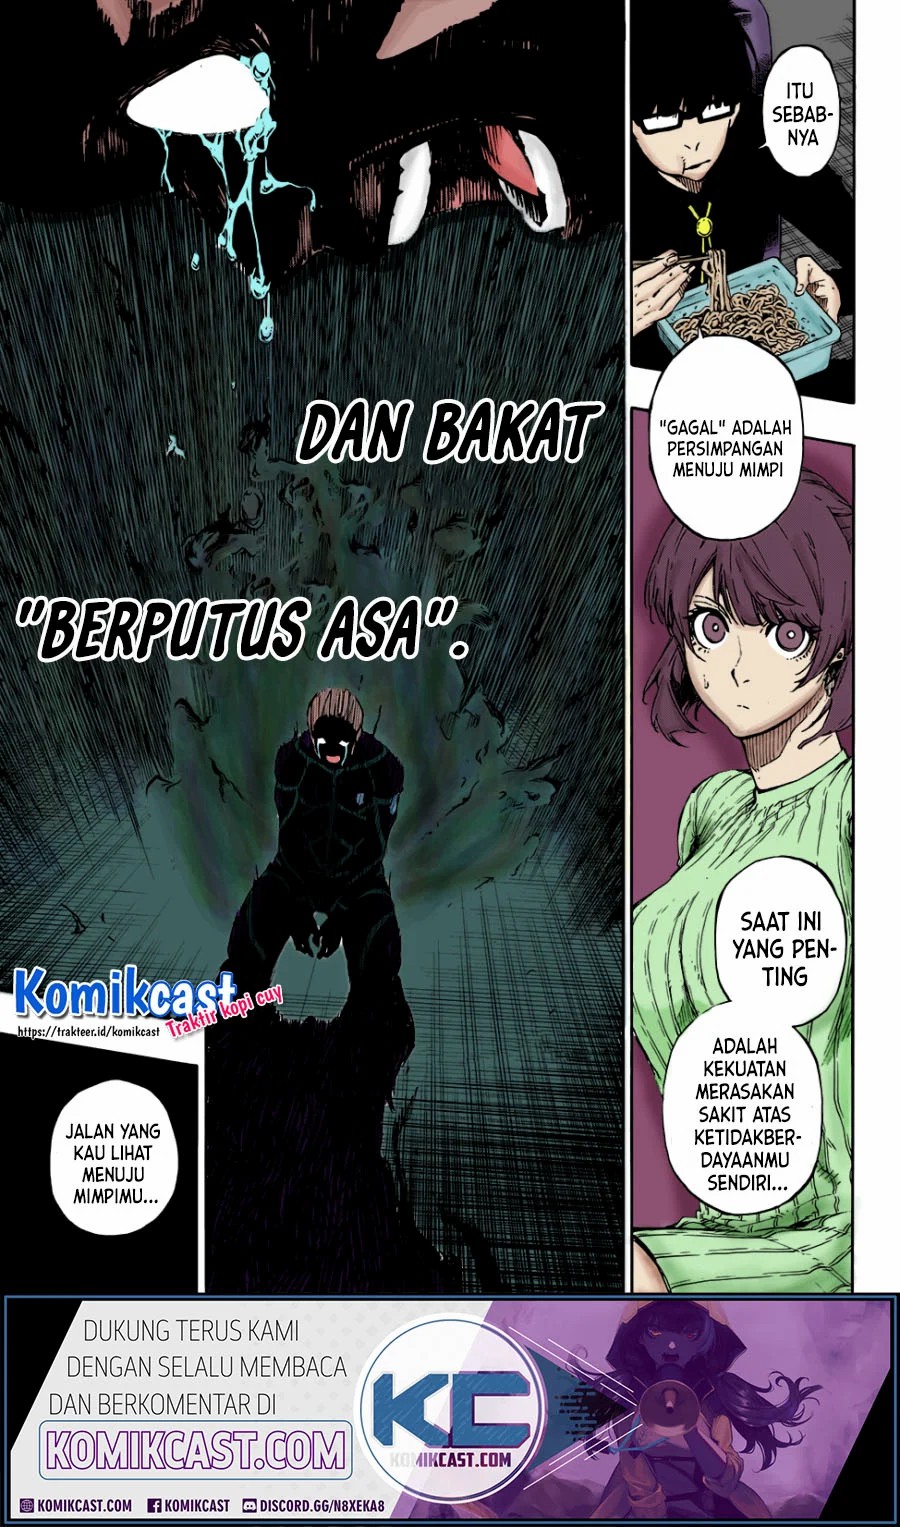 ITU
SEBAB-
NYA
"GAGAL" ADALAH
PERSIMPANGAN
MENUJU MIMPI
SAAT INI
YANG PEN-
TING
ADALAH
KEKUATAN
MERASAKAN
SAKIT ATAS
KETIDAKBER-
DAYAANMU
SENDIRI...
DAN BAKAT
"BERPUTUS ASA".
JALAN YANG
KAU LIHAT
MENUJU
MIMPIMU...
Komikcast
https://trakteer.id/komikcast
Traktir kopi cuy
DUKUNG TERUS KAMI
DENGAN SELALU MEMBACA
DAN BERKOMENTAR DI
KOMIKCAST.COM
KOMIKCAST.COM KOMIKCAST DISCORD.GG/N8XEKA8
KC
KOMIKCAST.COM